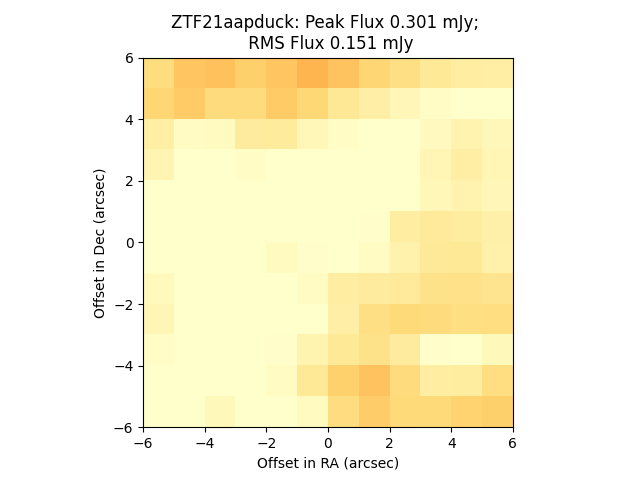 ZTF21aapduck: Peak Flux 0.301 mJy;
RMS Flux 0.151 mJy
6
4
2
0
−2
−4
−6
Offset in Dec (arcsec)
−6 −4 −2 0 2 4 6
Offset in RA (arcsec)